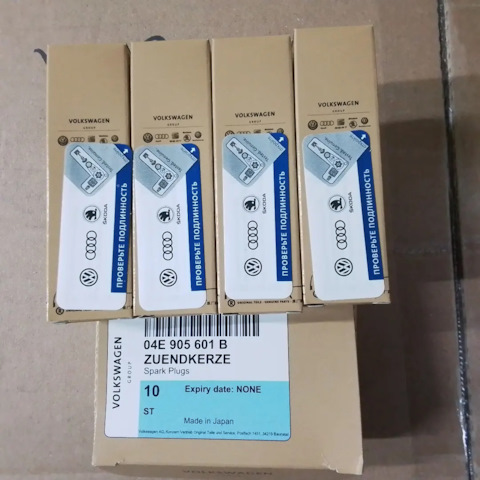 VOLKSWAGEN
GROUP
ŠKODA
ПРОВЕРЬТЕ ПОДЛИННОСТЬ
VOLKSWAGEN
GROUP
ŠKODA
ПРОВЕРЬТЕ ПОДЛИННОСТЬ
VOLKSWAGEN
GROUP
ŠKODA
ПРОВЕРЬТЕ ПОДЛИННОСТЬ
VOLKSWAGEN
GROUP
ŠKODA
ПРОВЕРЬТЕ ПОДЛИННОСТЬ
VOLKSWAGEN
GROUP
04E 905 601 B
ZUENDKERZE
Spark Plugs
10
Expiry date: NONE
ST
Made in Japan